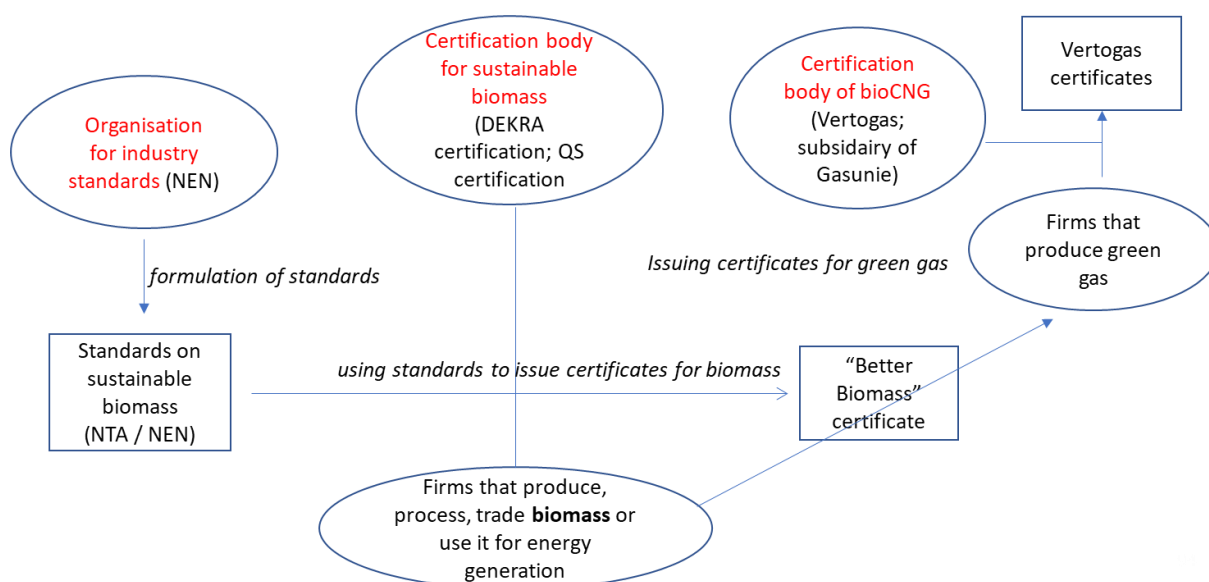 Organisation
for industry
standards (NEN)
Certification body
for sustainable
biomass
(DEKRA
certification; QS
certification
Certification
body of bioCNG
(Vertogas;
subsidairy of
Gasunie)
Vertogas
certificates
Firms that
produce green
gas
formulation of standards
Issuing certificates for green gas
Standards on
sustainable
biomass
(NTA / NEN)
using standards to issue certificates for biomass
“Better
Biomass”
certificate
Firms that produce,
process, trade biomass or
use it for energy
generation